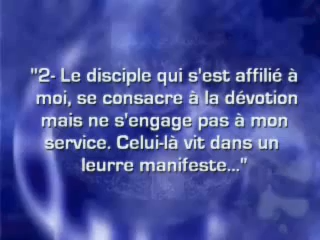 "2- Le disciple qui s'est affilié à
moi, se consacre à la dévotion
mais ne s'engage pas à mon
service. Celui-là vit dans un
leurre manifeste..."